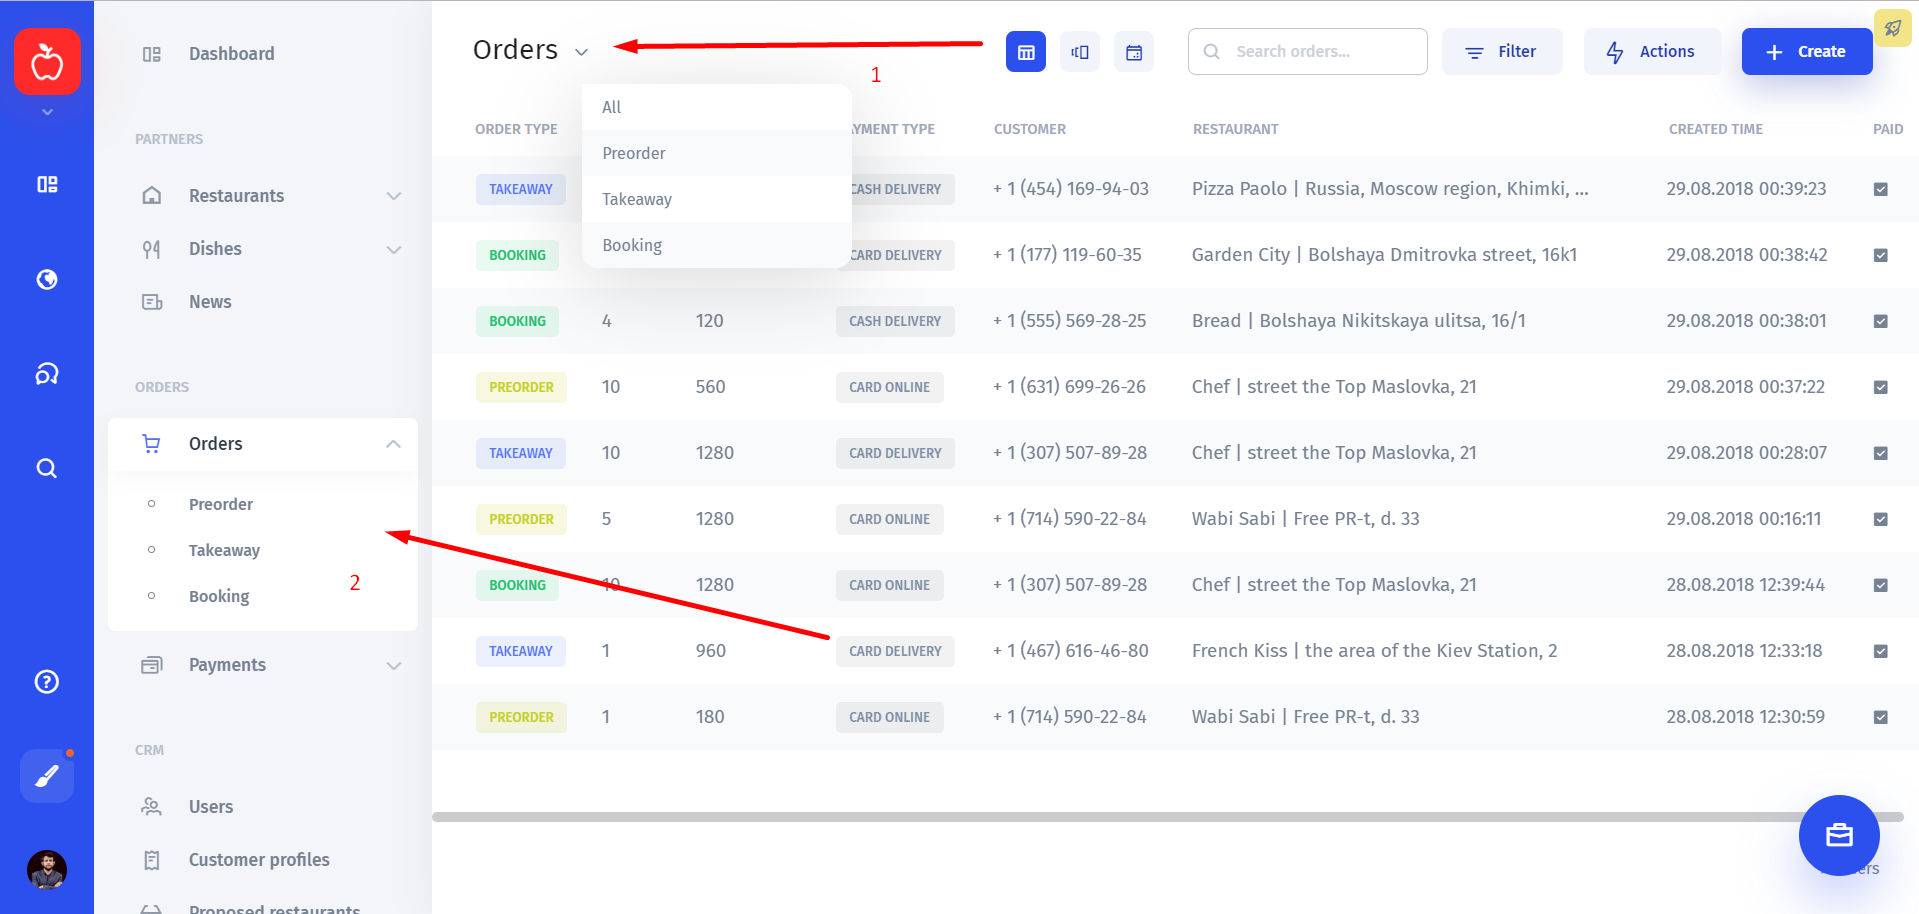 Dashboard
PARTNERS
Restaurants
Dishes
News
ORDERS
Orders
Preorder
Takeaway
Booking
2
Payments
CRM
Users
Customer profiles
Proposed restaurants
Orders
1
Search orders...
Filter
Actions
Create
All
Preorder
Takeaway
Booking
ORDER TYPE YMENT TYPE CUSTOMER RESTAURANT CREATED TIME PAID
TAKEAWAY CASH DELIVERY + 1 (454) 169-94-03 Pizza Paolo | Russia, Moscow region, Khimki, ... 29.08.2018 00:39:23
BOOKING CARD DELIVERY + 1 (177) 119-60-35 Garden City | Bolshaya Dmitrovka street, 16k1 29.08.2018 00:38:42
BOOKING 4 120 CASH DELIVERY + 1 (555) 569-28-25 Bread | Bolshaya Nikitskaya ulitsa, 16/1 29.08.2018 00:38:01
PREORDER 10 560 CARD ONLINE + 1 (631) 699-26-26 Chef | street the Top Maslovka, 21 29.08.2018 00:37:22
TAKEAWAY 10 1280 CARD DELIVERY + 1 (307) 507-89-28 Chef | street the Top Maslovka, 21 29.08.2018 00:28:07
PREORDER 5 1280 CARD ONLINE + 1 (714) 590-22-84 Wabi Sabi | Free PR-t, d. 33 29.08.2018 00:16:11
BOOKING 10 1280 CARD ONLINE + 1 (307) 507-89-28 Chef | street the Top Maslovka, 21 28.08.2018 12:39:44
TAKEAWAY 1 960 CARD DELIVERY + 1 (467) 616-46-80 French Kiss | the area of the Kiev Station, 2 28.08.2018 12:33:18
PREORDER 1 180 CARD ONLINE + 1 (714) 590-22-84 Wabi Sabi | Free PR-t, d. 33 28.08.2018 12:30:59